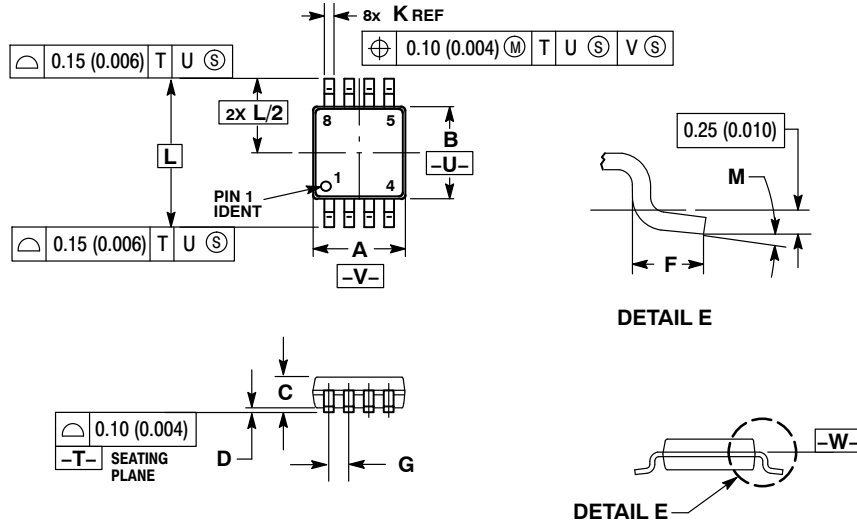 8x K REF
⌖ 0.10 (0.004) Ⓜ T U Ⓢ V Ⓢ
⌓ 0.15 (0.006) T U Ⓢ
2X L/2
8 5
B
–U–
L
1
4
PIN 1
IDENT
⌓ 0.15 (0.006) T U Ⓢ
A
–V–
0.25 (0.010)
M
F
DETAIL E
C
⌓ 0.10 (0.004)
–T– SEATING
PLANE
D
G
–W–
DETAIL E